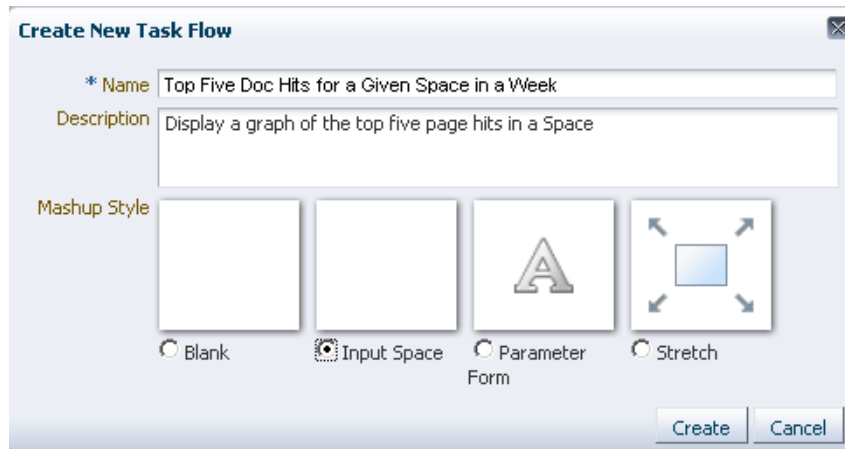 Create New Task Flow
* Name Top Five Doc Hits for a Given Space in a Week
Description Display a graph of the top five page hits in a Space
Mashup Style
A
Blank Input Space Parameter Form Stretch
Create Cancel